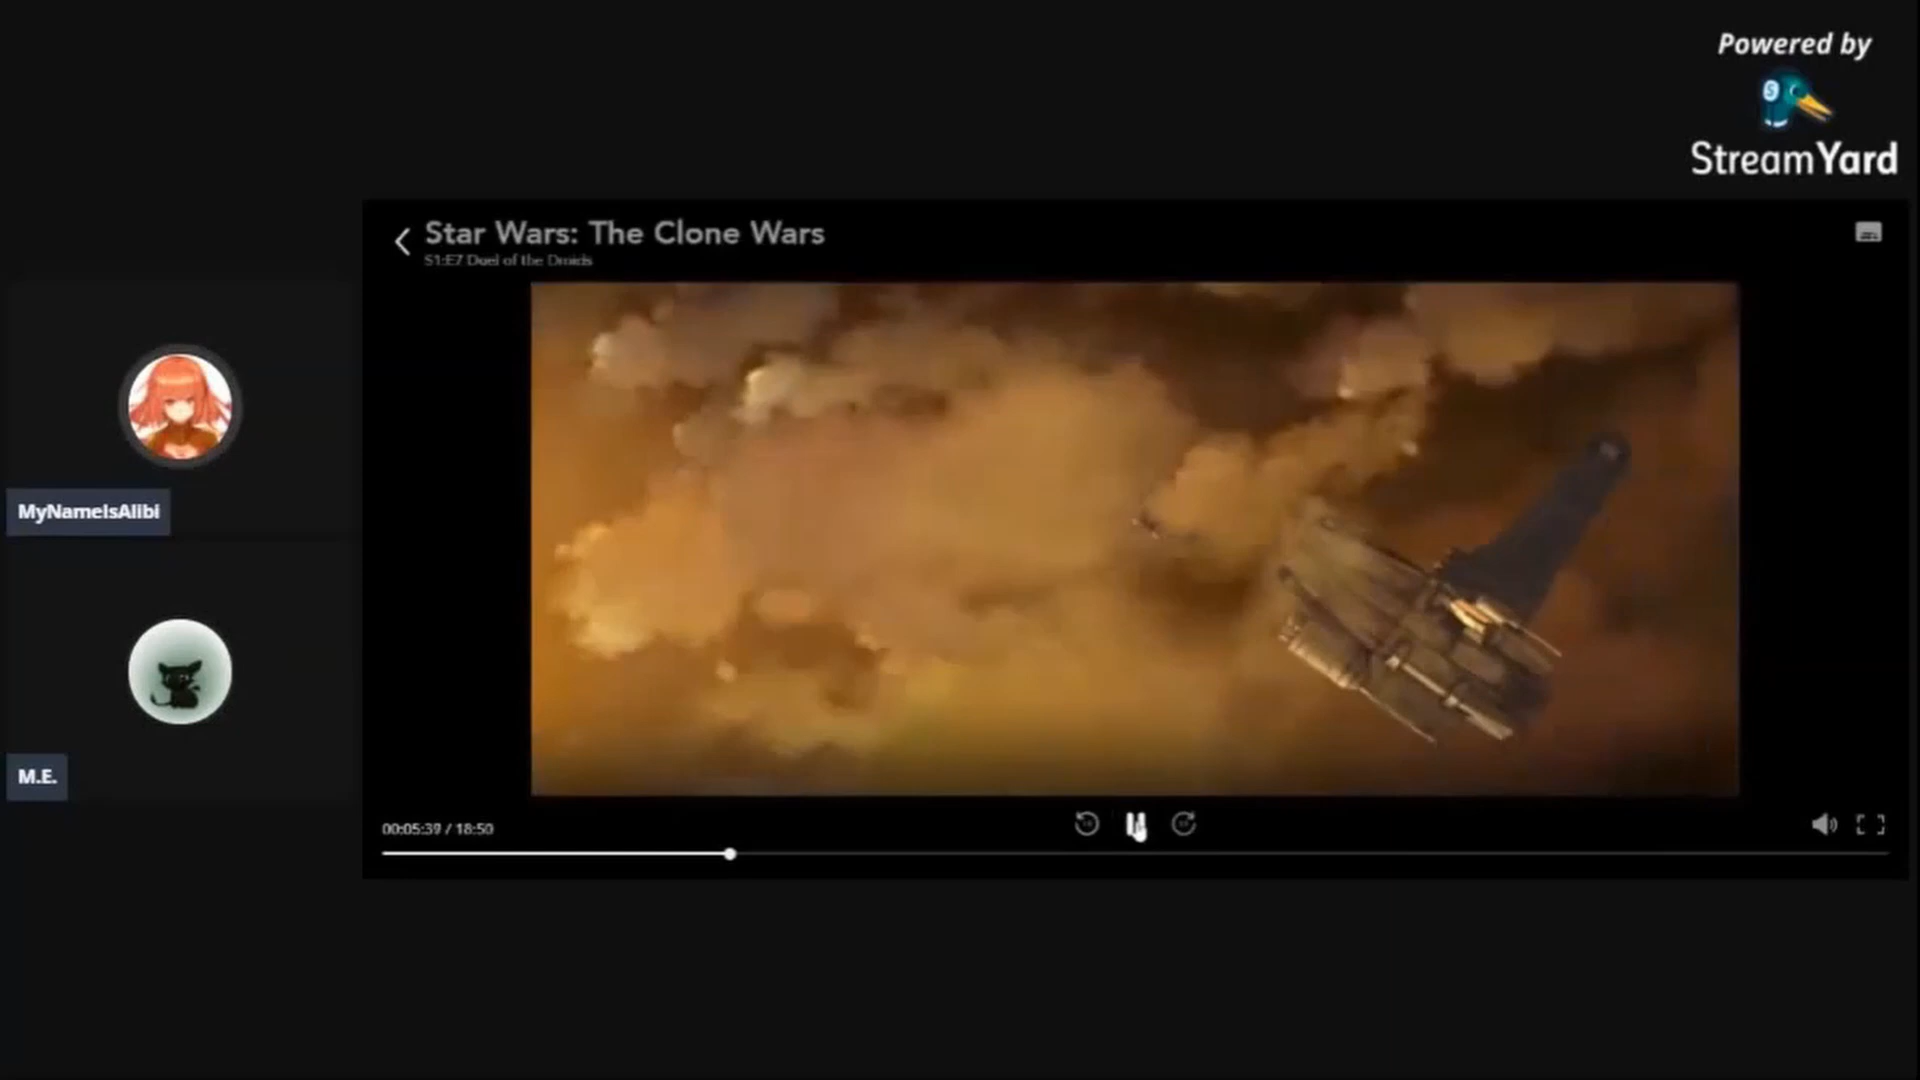 Powered by
StreamYard
Star Wars: The Clone Wars
S1:E7 Duel of the Droids
MyNameIsAlibi
M.E.
00:05:39 / 18:50